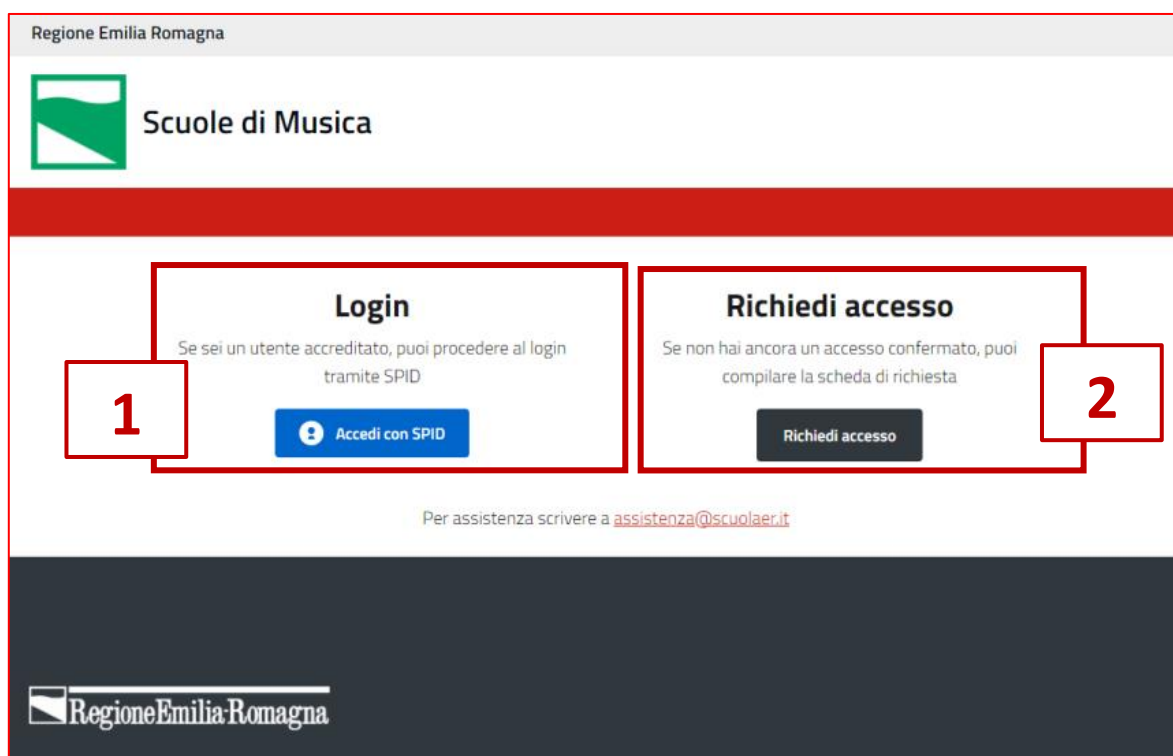 Regione Emilia Romagna
Scuole di Musica
Login
Se sei un utente accreditato, puoi procedere al login
tramite SPID
Accedi con SPID
1
Richiedi accesso
Se non hai ancora un accesso confermato, puoi
compilare la scheda di richiesta
Richiedi accesso
2
Per assistenza scrivere a assistenza@scuolaer.it
RegioneEmilia-Romagna